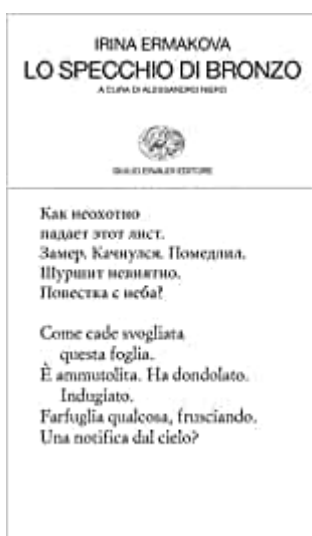 IRINA ERMAKOVA
LO SPECCHIO DI BRONZO
A CURA DI ALESSANDRO NIERO
GIULIO EINAUDI EDITORE
Как неохотно
падает этот лист.
Замер. Качнулся. Помедлил.
Шуршит невнятно.
Повестка с неба?
Come cade svogliata
questa foglia.
È ammutolita. Ha dondolato.
Indugiato.
Farfuglia qualcosa, frusciando.
Una notifica dal cielo?